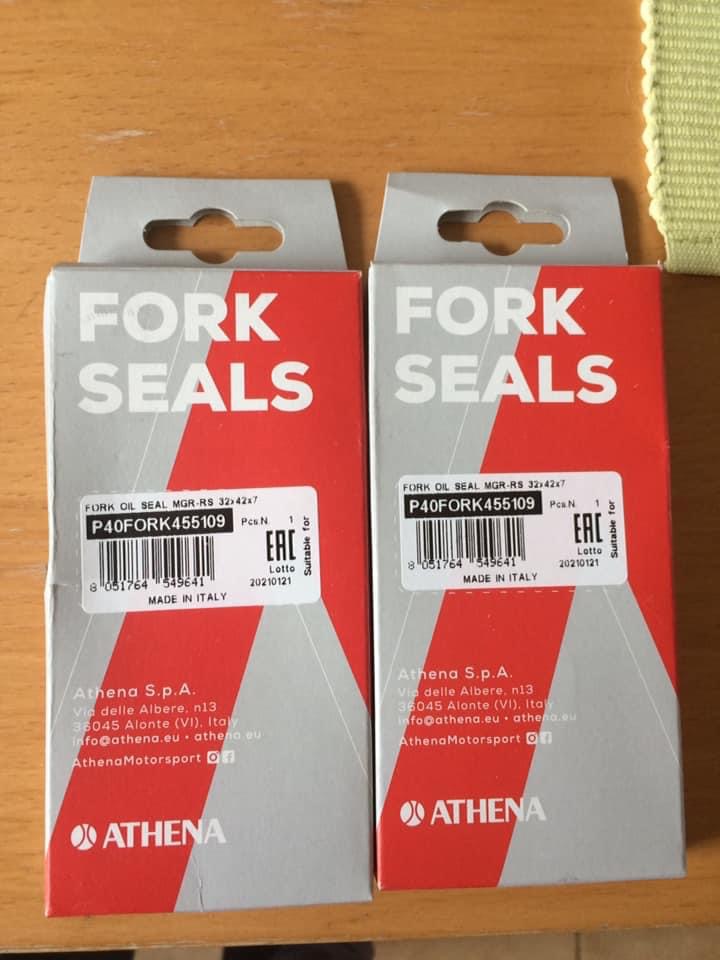 FORK
SEALS
FORK OIL SEAL MGR-RS 32x42x7
P40FORK455109 Pcs.N. 1
EAC
Lotto
20210121
Suitable for
8 051764 549641
MADE IN ITALY
Athena S.p.A.
Via delle Albere, n13
36045 Alonte (VI), Italy
info@athena.eu • athena.eu
AthenaMotorsport
ATHENA
FORK
SEALS
FORK OIL SEAL MGR-RS 32x42x7
P40FORK455109 Pcs.N. 1
EAC
Lotto
20210121
Suitable for
8 051764 549641
MADE IN ITALY
Athena S.p.A.
Via delle Albere, n13
36045 Alonte (VI), Italy
info@athena.eu • athena.eu
AthenaMotorsport
ATHENA